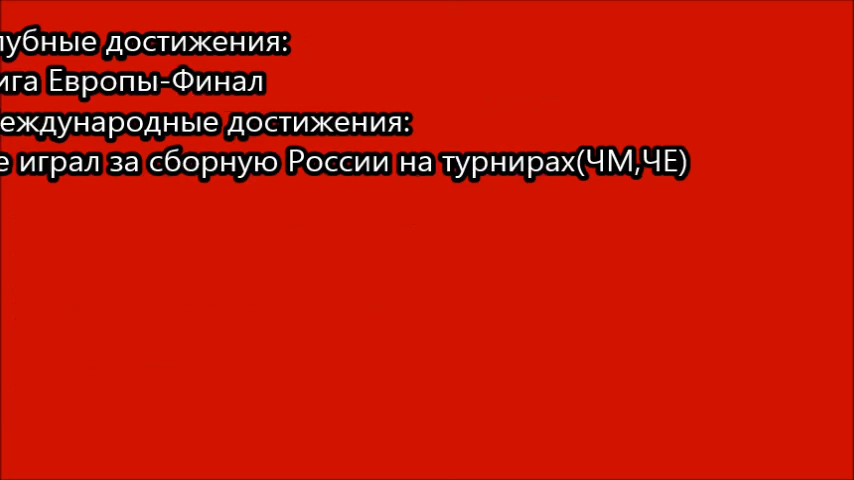 лубные достижения:
ига Европы-Финал
еждународные достижения:
е играл за сборную России на турнирах(ЧМ,ЧЕ)